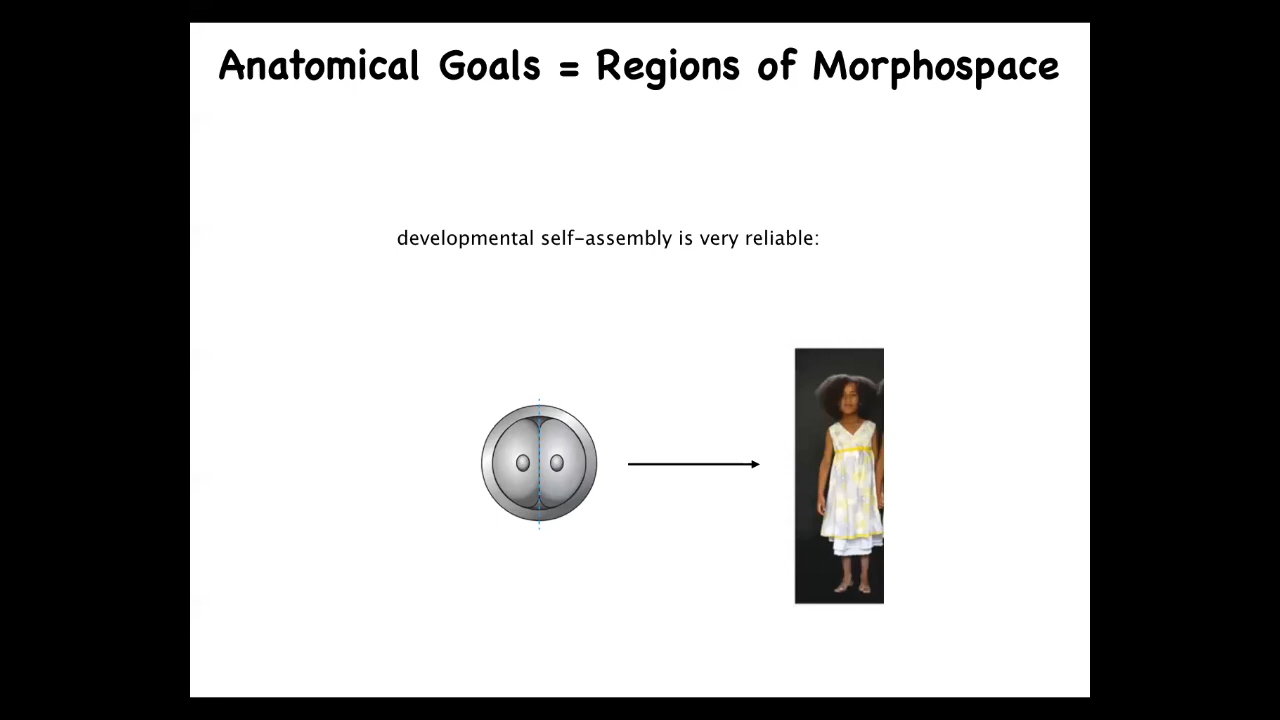 Anatomical Goals = Regions of Morphospace
developmental self-assembly is very reliable: